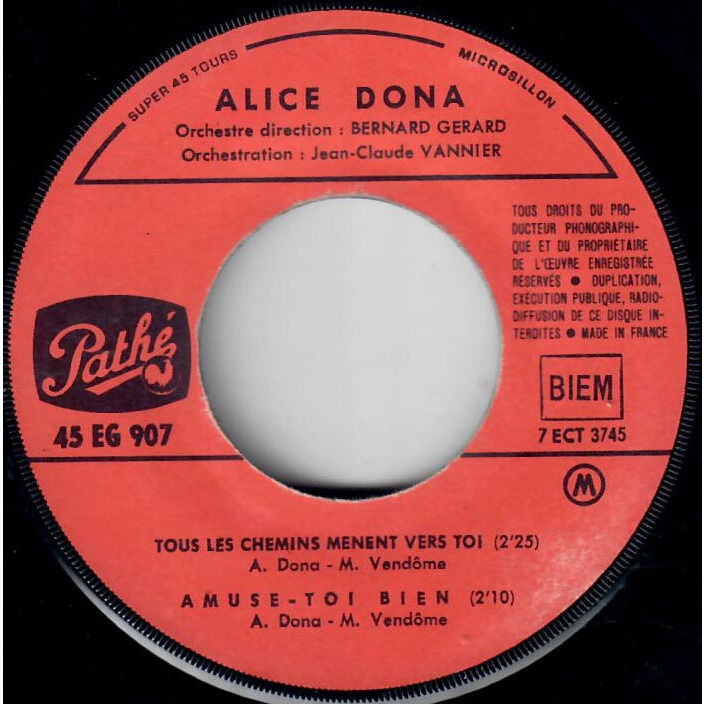 SUPER 45 TOURS
MICROSILLON
ALICE DONA
Orchestre direction : BERNARD GERARD
Orchestration : Jean-Claude VANNIER
TOUS DROITS DU PRO-
DUCTEUR PHONOGRAPHI-
QUE ET DU PROPRIÉTAIRE
DE L'ŒUVRE ENREGISTRÉE
RÉSERVÉS ● DUPLICATION,
EXÉCUTION PUBLIQUE, RADIO-
DIFFUSION DE CE DISQUE IN-
TERDITES ● MADE IN FRANCE
Pathé
45 EG 907
BIEM
7 ECT 3745
M
TOUS LES CHEMINS MENENT VERS TOI (2'25)
A. Dona - M. Vendôme
AMUSE-TOI BIEN (2'10)
A. Dona - M. Vendôme